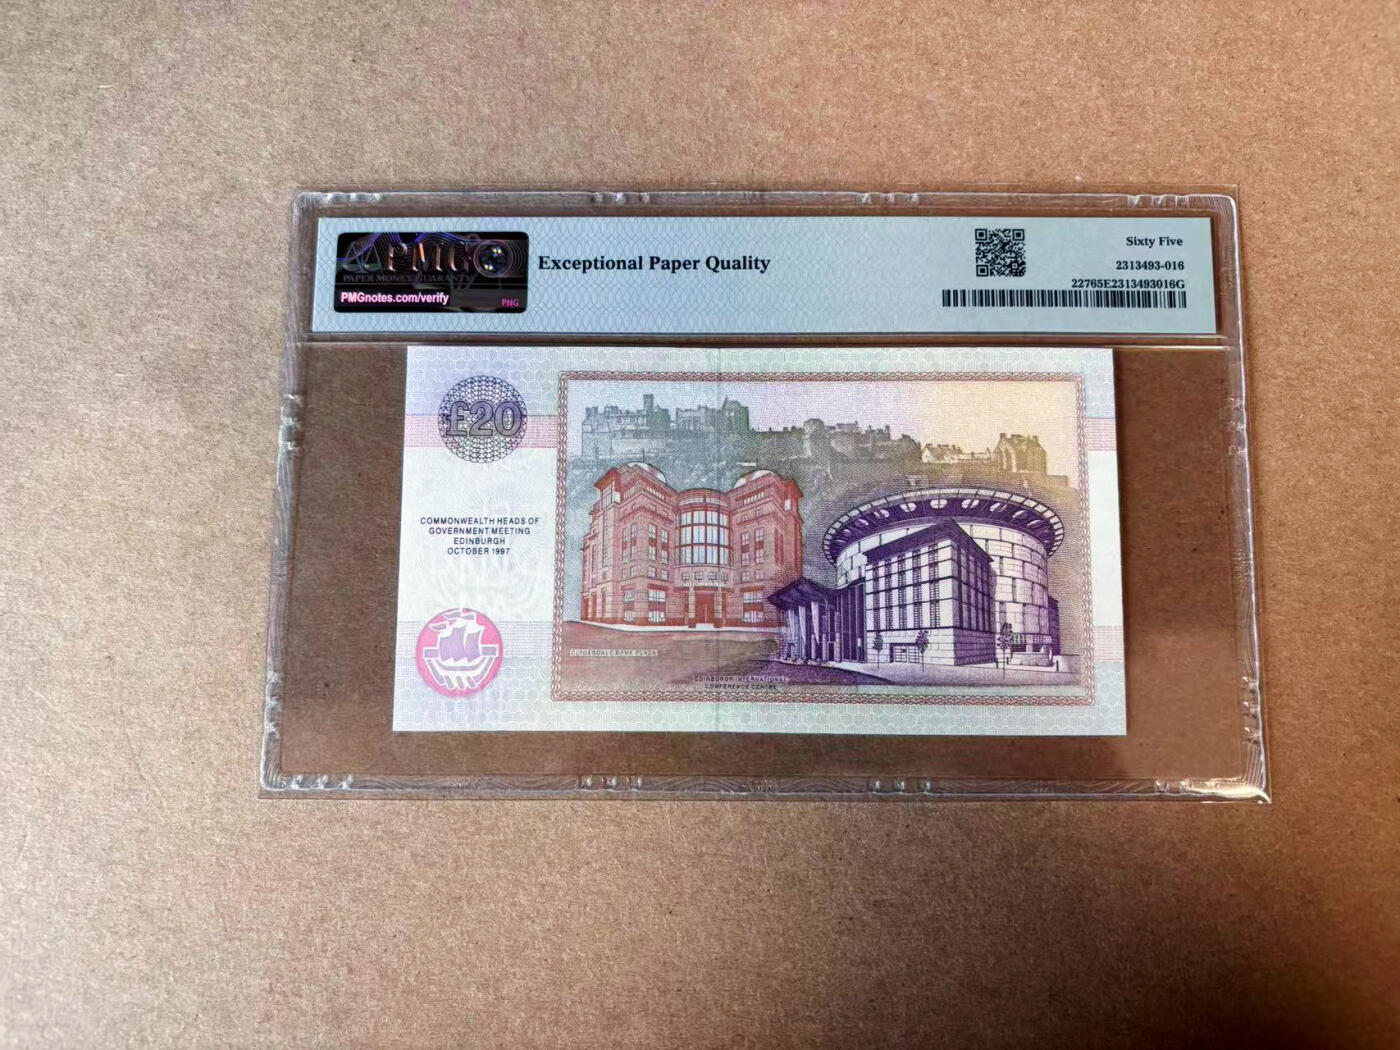 PMG
PAPER MONEY GUARANTY
PMGnotes.com/verify
PNG
Exceptional Paper Quality
Sixty Five
2313493-016
22765E2313493016G
£20
COMMONWEALTH HEADS OF
GOVERNMENT MEETING
EDINBURGH
OCTOBER 1997
CLYDESDALE BANK PLAZA
EDINBURGH INTERNATIONAL
CONFERENCE CENTRE